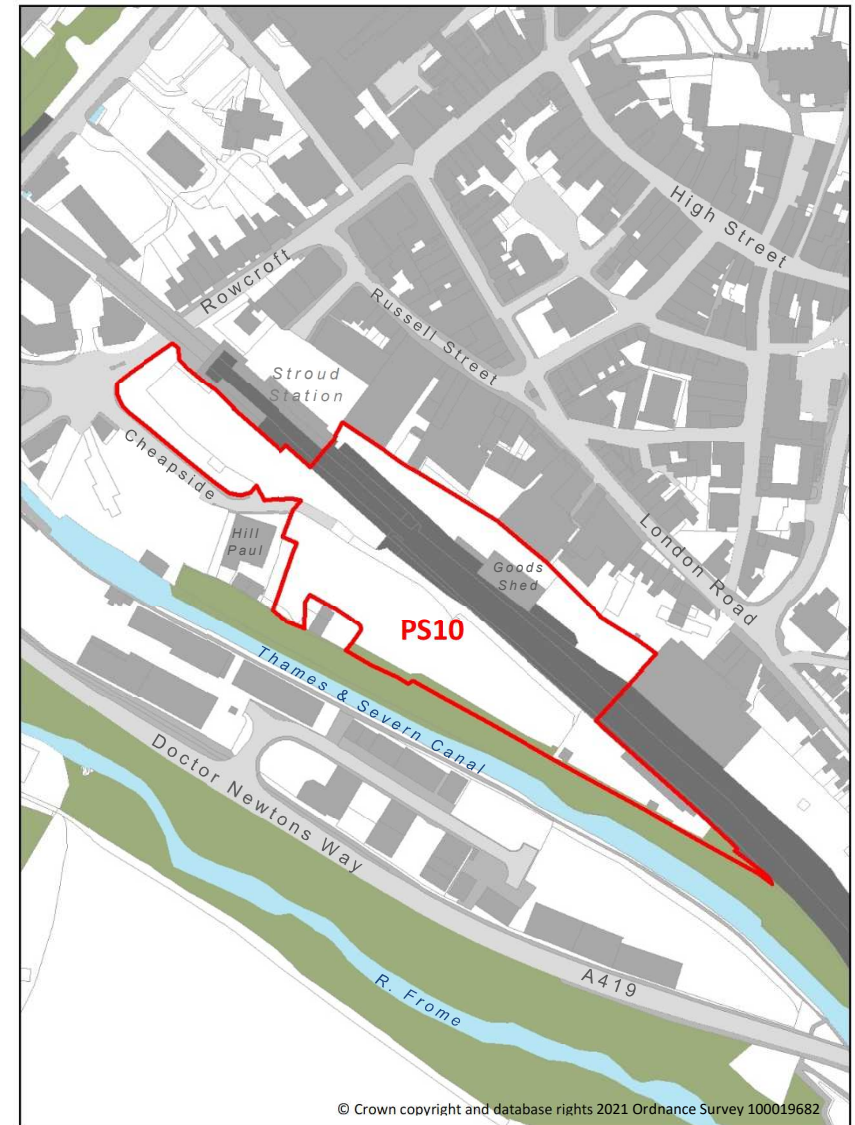 High Street
Rowcroft
Russell Street
Stroud
Station
Cheapside
London Road
Hill
Paul
Goods
Shed
PS10
Thames & Severn Canal
Doctor Newtons Way
A419
R. Frome
© Crown copyright and database rights 2021 Ordnance Survey 100019682